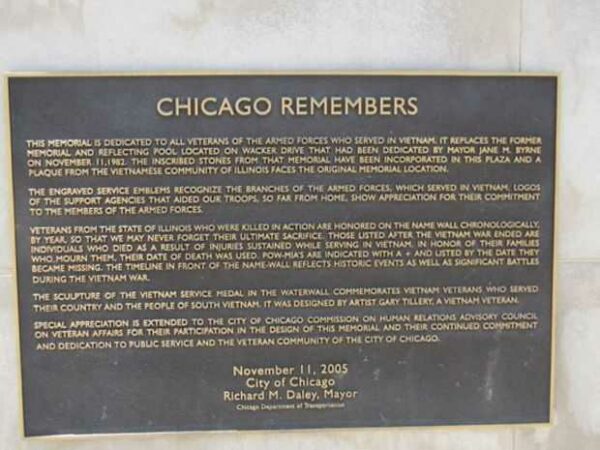 CHICAGO REMEMBERS
THIS MEMORIAL IS DEDICATED TO ALL VETERANS OF THE ARMED FORCES WHO SERVED IN VIETNAM. IT REPLACES THE FORMER
MEMORIAL AND REFLECTING POOL LOCATED ON WACKER DRIVE THAT HAD BEEN DEDICATED BY MAYOR JANE M. BYRNE
ON NOVEMBER 11,1982. THE INSCRIBED STONES FROM THAT MEMORIAL HAVE BEEN INCORPORATED IN THIS PLAZA AND A
PLAQUE FROM THE VIETNAMESE COMMUNITY OF ILLINOIS FACES THE ORIGINAL MEMORIAL LOCATION.
THE ENGRAVED SERVICE EMBLEMS RECOGNIZE THE BRANCHES OF THE ARMED FORCES, WHICH SERVED IN VIETNAM. LOGOS
OF THE SUPPORT AGENCIES THAT AIDED OUR TROOPS, SO FAR FROM HOME, SHOW APPRECIATION FOR THEIR COMMITMENT
TO THE MEMBERS OF THE ARMED FORCES.
VETERANS FROM THE STATE OF ILLINOIS WHO WERE KILLED IN ACTION ARE HONORED ON THE NAME WALL CHRONOLOGICALLY,
BY YEAR, SO THAT WE MAY NEVER FORGET THEIR ULTIMATE SACRIFICE. THOSE LISTED AFTER THE VIETNAM WAR ENDED ARE
INDIVIDUALS WHO DIED AS A RESULT OF INJURIES SUSTAINED WHILE SERVING IN VIETNAM. IN HONOR OF THEIR FAMILIES
WHO MOURN THEM, THEIR DATE OF DEATH WAS USED. POW-MIA'S ARE INDICATED WITH A + AND LISTED BY THE DATE THEY
BECAME MISSING. THE TIMELINE IN FRONT OF THE NAME-WALL REFLECTS HISTORIC EVENTS AS WELL AS SIGNIFICANT BATTLES
DURING THE VIETNAM WAR.
THE SCULPTURE OF THE VIETNAM SERVICE MEDAL IN THE WATERWALL COMMEMORATES VIETNAM VETERANS WHO SERVED
THEIR COUNTRY AND THE PEOPLE OF SOUTH VIETNAM. IT WAS DESIGNED BY ARTIST GARY TILLERY, A VIETNAM VETERAN.
SPECIAL APPRECIATION IS EXTENDED TO THE CITY OF CHICAGO COMMISSION ON HUMAN RELATIONS ADVISORY COUNCIL
ON VETERAN AFFAIRS FOR THEIR PARTICIPATION IN THE DESIGN OF THIS MEMORIAL AND THEIR CONTINUED COMMITMENT
AND DEDICATION TO PUBLIC SERVICE AND THE VETERAN COMMUNITY OF THE CITY OF CHICAGO.
November 11, 2005
City of Chicago
Richard M. Daley, Mayor
Chicago Department of Transportation